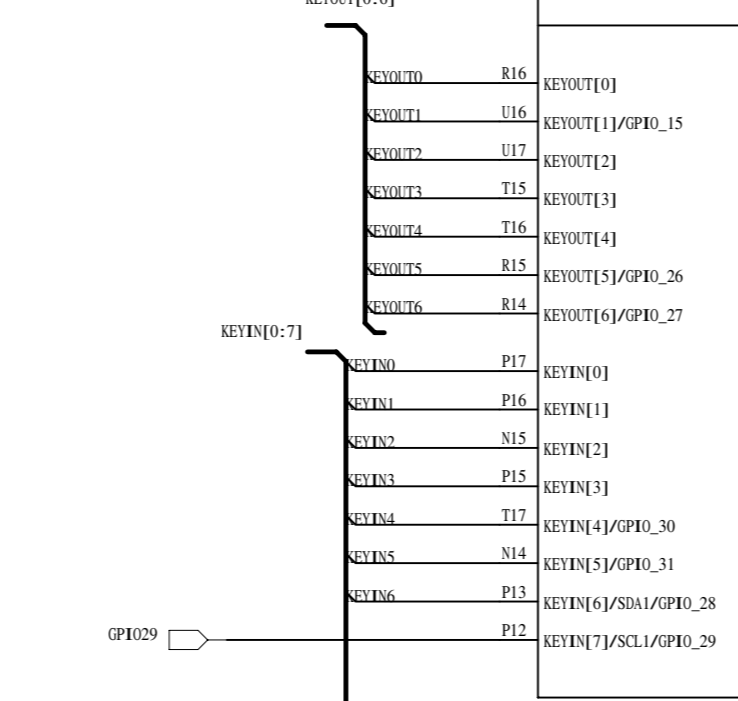 KEYOUT[0:6]
KEYOUT0 R16 KEYOUT[0]
KEYOUT1 U16 KEYOUT[1]/GPIO_15
KEYOUT2 U17 KEYOUT[2]
KEYOUT3 T15 KEYOUT[3]
KEYOUT4 T16 KEYOUT[4]
KEYOUT5 R15 KEYOUT[5]/GPIO_26
KEYOUT6 R14 KEYOUT[6]/GPIO_27
KEYIN[0:7]
KEYIN0 P17 KEYIN[0]
KEYIN1 P16 KEYIN[1]
KEYIN2 N15 KEYIN[2]
KEYIN3 P15 KEYIN[3]
KEYIN4 T17 KEYIN[4]/GPIO_30
KEYIN5 N14 KEYIN[5]/GPIO_31
KEYIN6 P13 KEYIN[6]/SDA1/GPIO_28
GPIO29 P12 KEYIN[7]/SCL1/GPIO_29